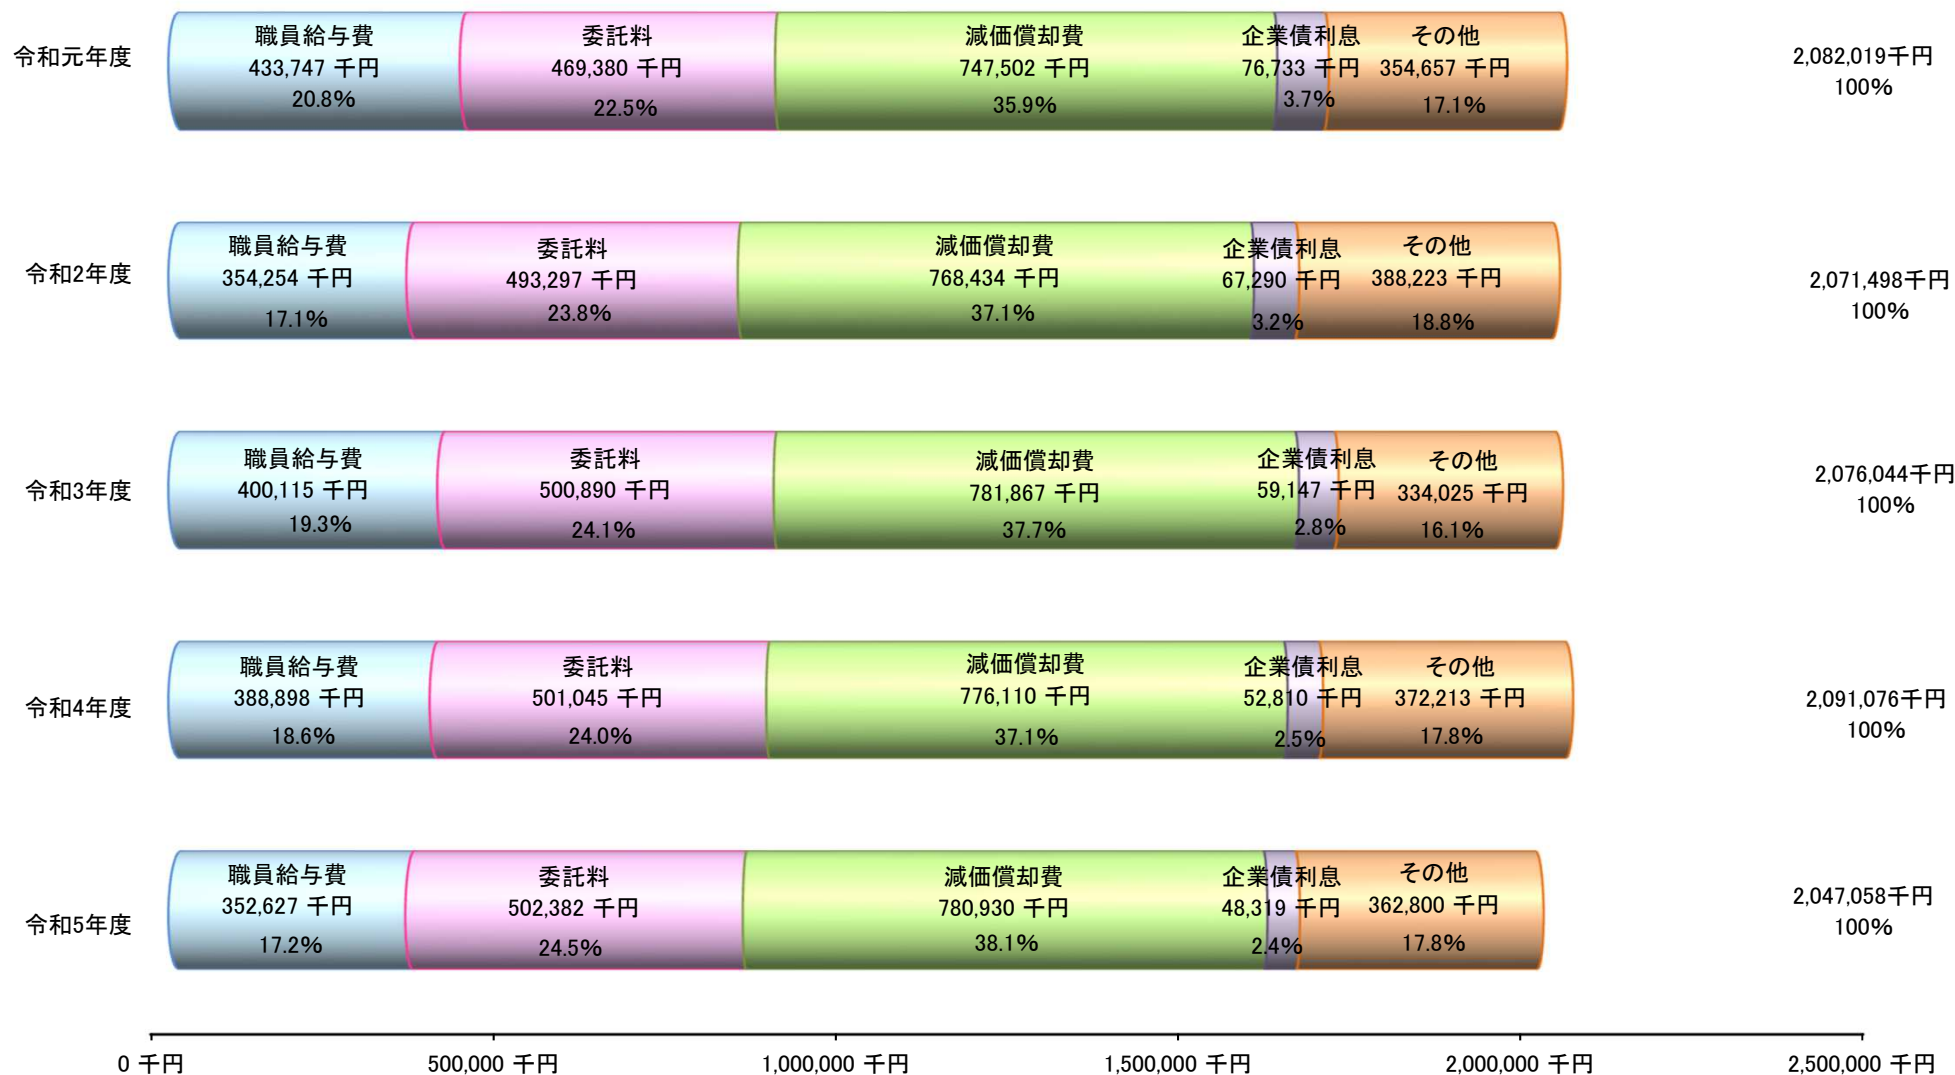 令和元年度
職員給与費
433,747 千円
20.8%
委託料
469,380 千円
22.5%
減価償却費
747,502 千円
35.9%
企業債利息
76,733 千円
3.7%
その他
354,657 千円
17.1%
2,082,019千円
100%
令和2年度
職員給与費
354,254 千円
17.1%
委託料
493,297 千円
23.8%
減価償却費
768,434 千円
37.1%
企業債利息
67,290 千円
3.2%
その他
388,223 千円
18.8%
2,071,498千円
100%
令和3年度
職員給与費
400,115 千円
19.3%
委託料
500,890 千円
24.1%
減価償却費
781,867 千円
37.7%
企業債利息
59,147 千円
2.8%
その他
334,025 千円
16.1%
2,076,044千円
100%
令和4年度
職員給与費
388,898 千円
18.6%
委託料
501,045 千円
24.0%
減価償却費
776,110 千円
37.1%
企業債利息
52,810 千円
2.5%
その他
372,213 千円
17.8%
2,091,076千円
100%
令和5年度
職員給与費
352,627 千円
17.2%
委託料
502,382 千円
24.5%
減価償却費
780,930 千円
38.1%
企業債利息
48,319 千円
2.4%
その他
362,800 千円
17.8%
2,047,058千円
100%
0 千円 500,000 千円 1,000,000 千円 1,500,000 千円 2,000,000 千円 2,500,000 千円